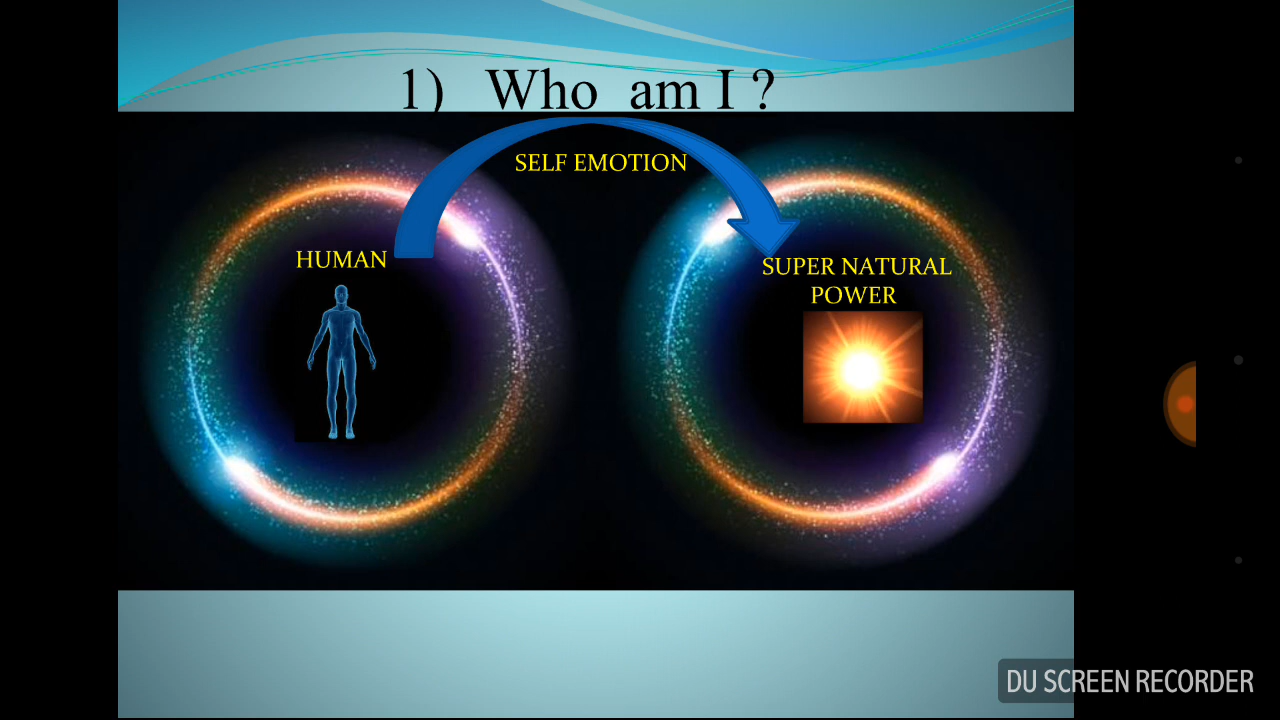 1) Who am I ?
SELF EMOTION
HUMAN
SUPER NATURAL
POWER
DU SCREEN RECORDER